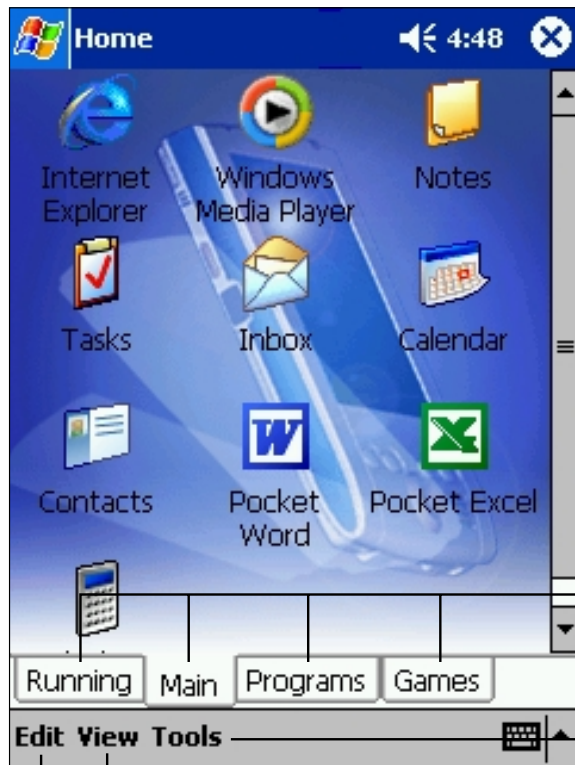 Home 4:48
Internet Explorer
Windows Media Player
Notes
Tasks
Inbox
Calendar
Contacts
Pocket Word
Pocket Excel
Running Main Programs Games
Edit View Tools